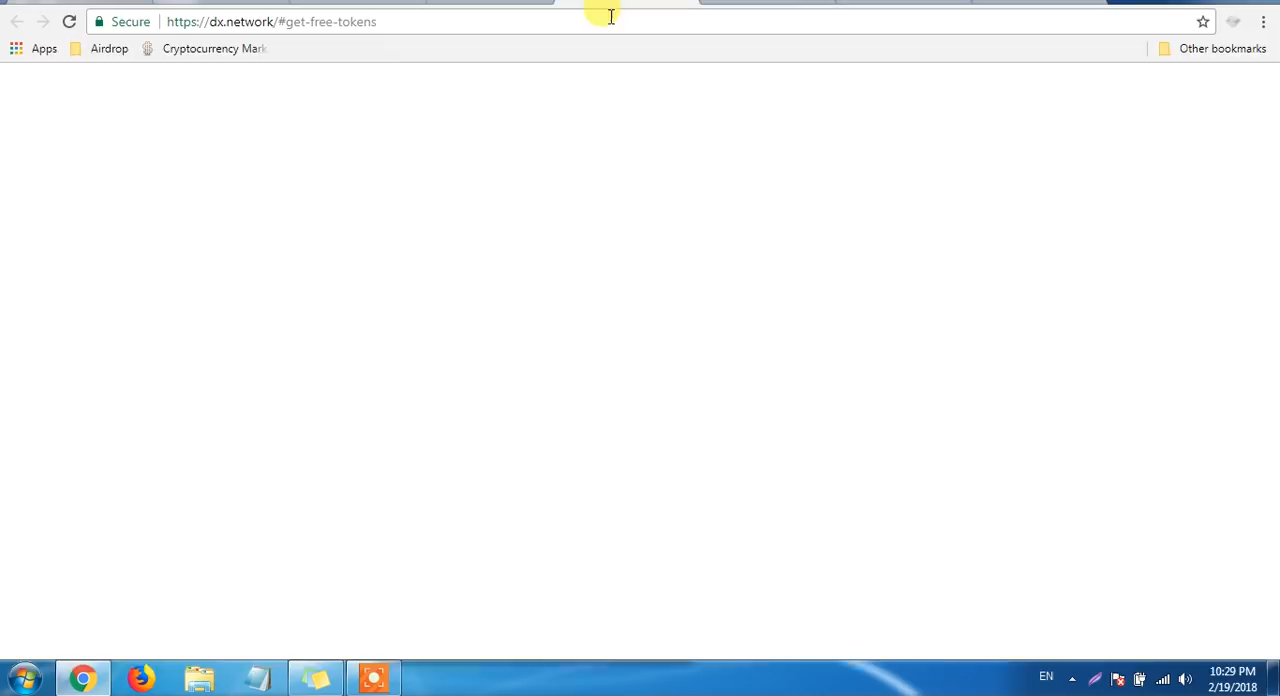 Secure https://dx.network/#get-free-tokens
Apps Airdrop Cryptocurrency Mark Other bookmarks
EN 10:29 PM
2/19/2018